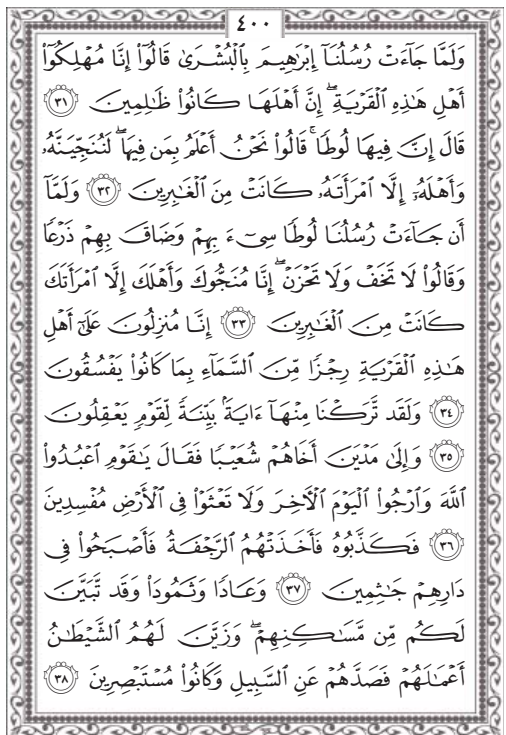 ٤٠٠
وَلَمَّا جَآءَتۡ رُسُلُنَآ إِبۡرَٰهِيمَ بِٱلۡبُشۡرَىٰ قَالُوٓاْ إِنَّا مُهۡلِكُوٓاْ
أَهۡلِ هَٰذِهِ ٱلۡقَرۡيَةِۖ إِنَّ أَهۡلَهَا كَانُواْ ظَٰلِمِينَ ٣١
قَالَ إِنَّ فِيهَا لُوطٗاۚ قَالُواْ نَحۡنُ أَعۡلَمُ بِمَن فِيهَاۖ لَنُنَجِّيَنَّهُۥ
وَأَهۡلَهُۥٓ إِلَّا ٱمۡرَأَتَهُۥ كَانَتۡ مِنَ ٱلۡغَٰبِرِينَ ٣٢ وَلَمَّآ
أَن جَآءَتۡ رُسُلُنَا لُوطٗا سِيٓءَ بِهِمۡ وَضَاقَ بِهِمۡ ذَرۡعٗا
وَقَالُواْ لَا تَخَفۡ وَلَا تَحۡزَنۡ إِنَّا مُنَجُّوكَ وَأَهۡلَكَ إِلَّا ٱمۡرَأَتَكَ
كَانَتۡ مِنَ ٱلۡغَٰبِرِينَ ٣٣ إِنَّا مُنزِلُونَ عَلَىٰٓ أَهۡلِ
هَٰذِهِ ٱلۡقَرۡيَةِ رِجۡزٗا مِّنَ ٱلسَّمَآءِ بِمَا كَانُواْ يَفۡسُقُونَ
٣٤ وَلَقَد تَّرَكۡنَا مِنۡهَآ ءَايَةَۢ بَيِّنَةٗ لِّقَوۡمٖ يَعۡقِلُونَ
٣٥ وَإِلَىٰ مَدۡيَنَ أَخَاهُمۡ شُعَيۡبٗا فَقَالَ يَٰقَوۡمِ ٱعۡبُدُواْ
ٱللَّهَ وَٱرۡجُواْ ٱلۡيَوۡمَ ٱلۡأٓخِرَ وَلَا تَعۡثَوۡاْ فِي ٱلۡأَرۡضِ مُفۡسِدِينَ
٣٦ فَكَذَّبُوهُ فَأَخَذَتۡهُمُ ٱلرَّجۡفَةُ فَأَصۡبَحُواْ فِي
دَارِهِمۡ جَٰثِمِينَ ٣٧ وَعَادٗا وَثَمُودَاْ وَقَد تَّبَيَّنَ
لَكُم مِّن مَّسَٰكِنِهِمۡۖ وَزَيَّنَ لَهُمُ ٱلشَّيۡطَٰنُ
أَعۡمَٰلَهُمۡ فَصَدَّهُمۡ عَنِ ٱلسَّبِيلِ وَكَانُواْ مُسۡتَبۡصِرِينَ ٣٨